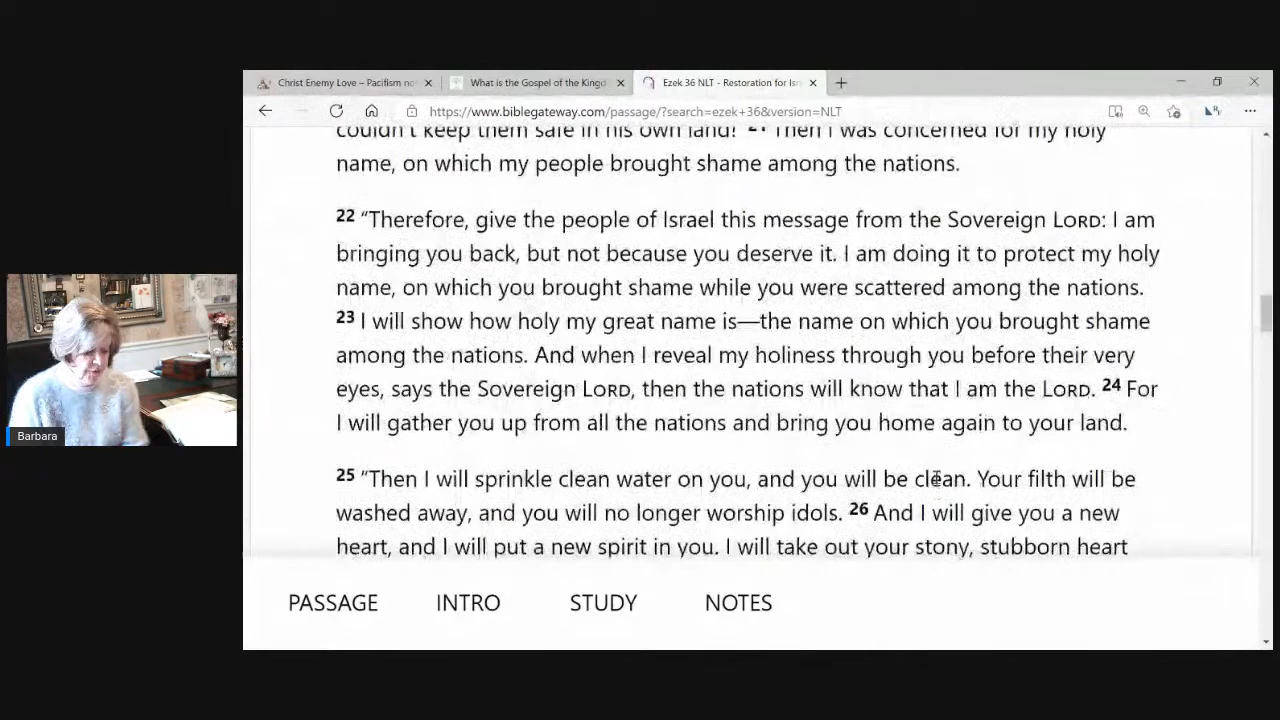 Christ Enemy Love – Pacifism no
What is the Gospel of the Kingd
Ezek 36 NLT - Restoration for Isr
https://www.biblegateway.com/passage/?search=ezek+36&version=NLT
couldn't keep them safe in his own land! 21 Then I was concerned for my holy
name, on which my people brought shame among the nations.
22 “Therefore, give the people of Israel this message from the Sovereign LORD: I am
bringing you back, but not because you deserve it. I am doing it to protect my holy
name, on which you brought shame while you were scattered among the nations.
23 I will show how holy my great name is—the name on which you brought shame
among the nations. And when I reveal my holiness through you before their very
eyes, says the Sovereign LORD, then the nations will know that I am the LORD. 24 For
I will gather you up from all the nations and bring you home again to your land.
25 “Then I will sprinkle clean water on you, and you will be clean. Your filth will be
washed away, and you will no longer worship idols. 26 And I will give you a new
heart, and I will put a new spirit in you. I will take out your stony, stubborn heart
PASSAGE INTRO STUDY NOTES
Barbara